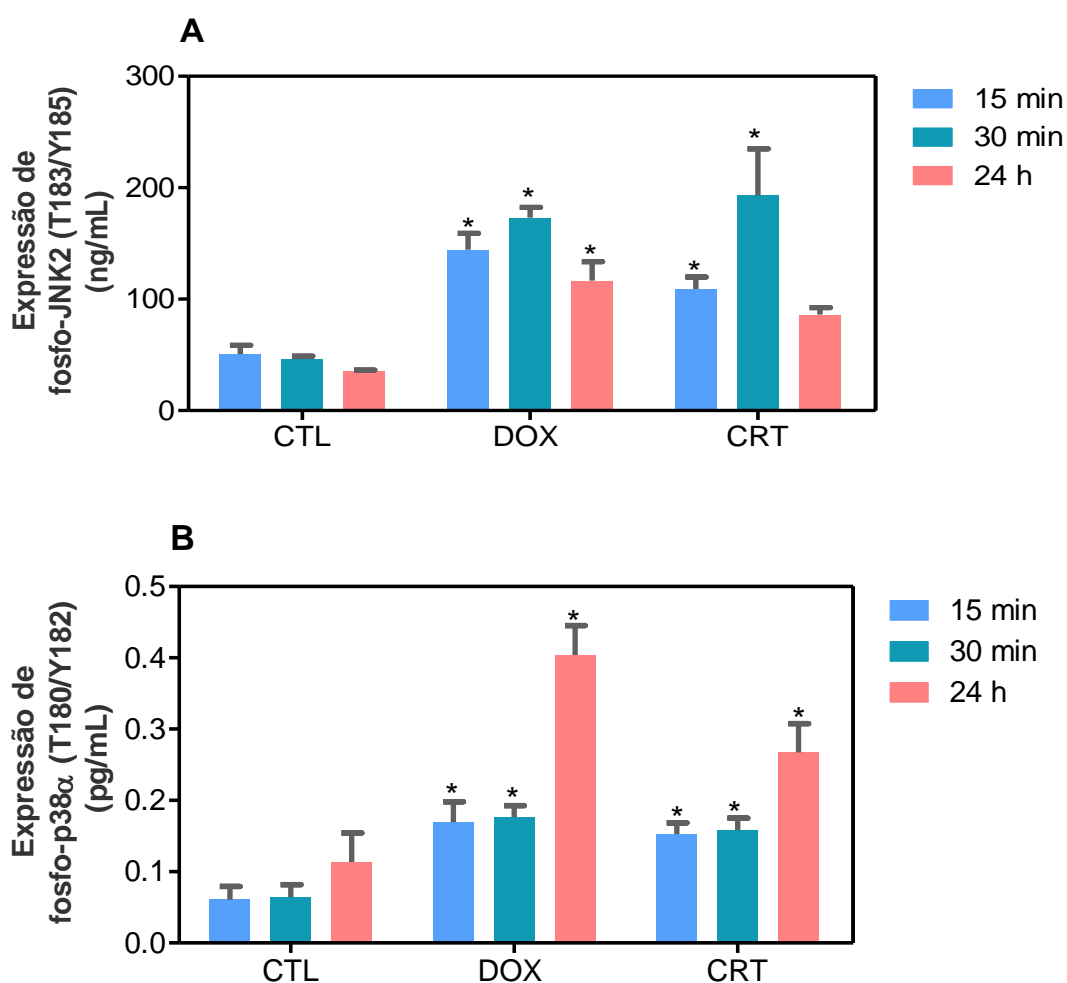 A
Expressão de
fosfo-JNK2 (T183/Y185)
(ng/mL)
300
200
100
0
* * * * *
CTL DOX CRT
15 min
30 min
24 h
B
Expressão de
fosfo-p38α (T180/Y182)
(pg/mL)
0.5
0.4
0.3
0.2
0.1
0.0
* * * * * *
CTL DOX CRT
15 min
30 min
24 h